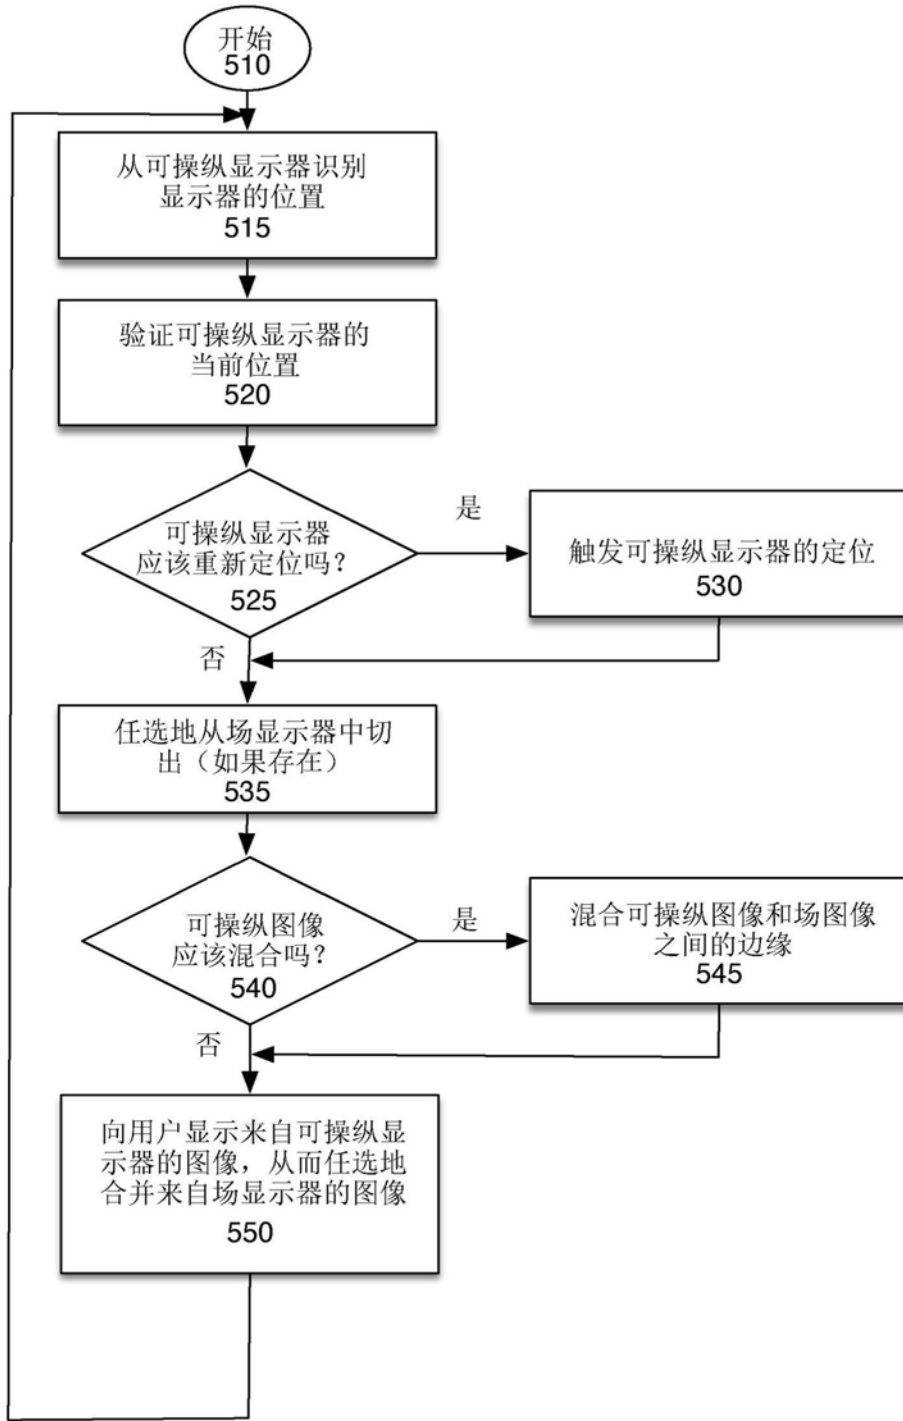 开始
510
从可操纵显示器识别
显示器的位置
515
验证可操纵显示器的
当前位置
520
可操纵显示器
应该重新定位吗？
525
是
触发可操纵显示器的定位
530
否
任选地从场显示器中切
出（如果存在）
535
可操纵图像
应该混合吗？
540
是
混合可操纵图像和场图像
之间的边缘
545
否
向用户显示来自可操纵显
示器的图像，从而任选地
合并来自场显示器的图像
550